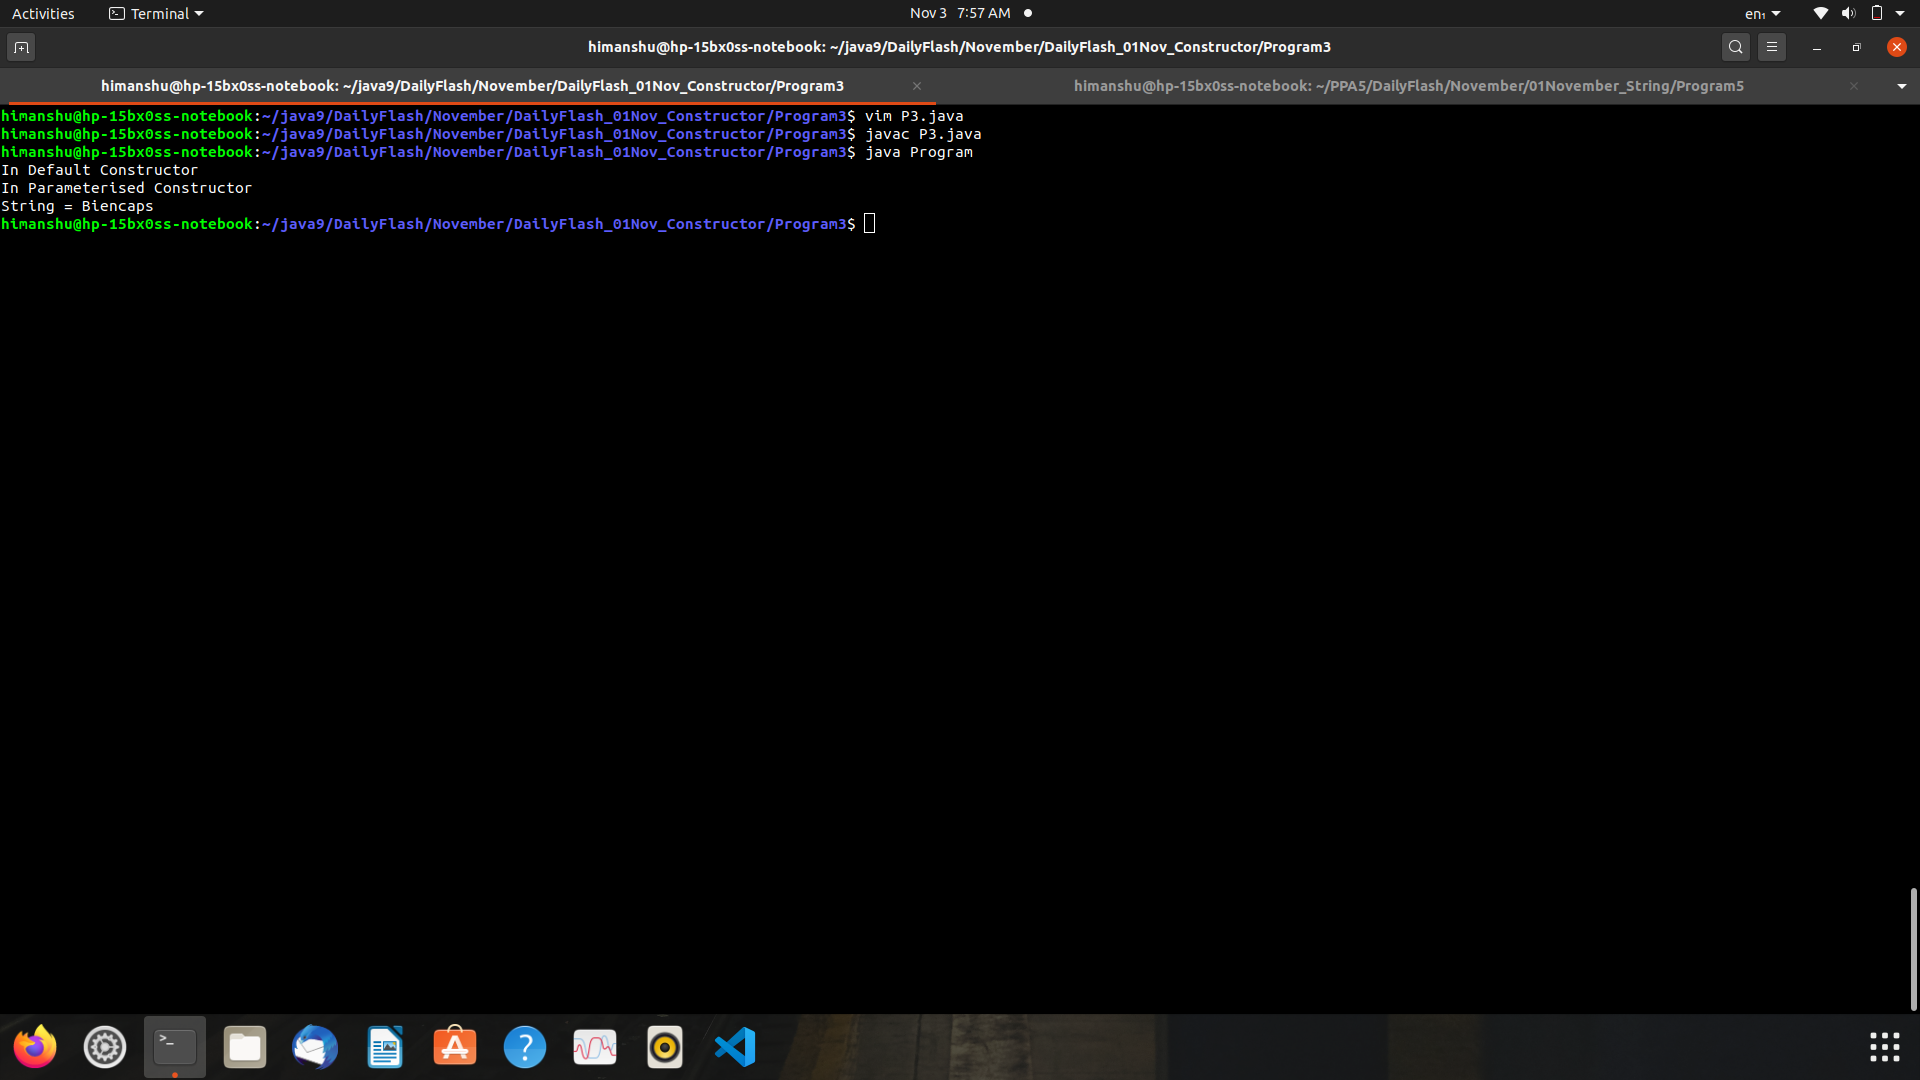 Activities Terminal Nov 3 7:57 AM en₁
himanshu@hp-15bx0ss-notebook: ~/java9/DailyFlash/November/DailyFlash_01Nov_Constructor/Program3
himanshu@hp-15bx0ss-notebook: ~/java9/DailyFlash/November/DailyFlash_01Nov_Constructor/Program3 himanshu@hp-15bx0ss-notebook: ~/PPA5/DailyFlash/November/01November_String/Program5
himanshu@hp-15bx0ss-notebook:~/java9/DailyFlash/November/DailyFlash_01Nov_Constructor/Program3$ vim P3.java
himanshu@hp-15bx0ss-notebook:~/java9/DailyFlash/November/DailyFlash_01Nov_Constructor/Program3$ javac P3.java
himanshu@hp-15bx0ss-notebook:~/java9/DailyFlash/November/DailyFlash_01Nov_Constructor/Program3$ java Program
In Default Constructor
In Parameterised Constructor
String = Biencaps
himanshu@hp-15bx0ss-notebook:~/java9/DailyFlash/November/DailyFlash_01Nov_Constructor/Program3$